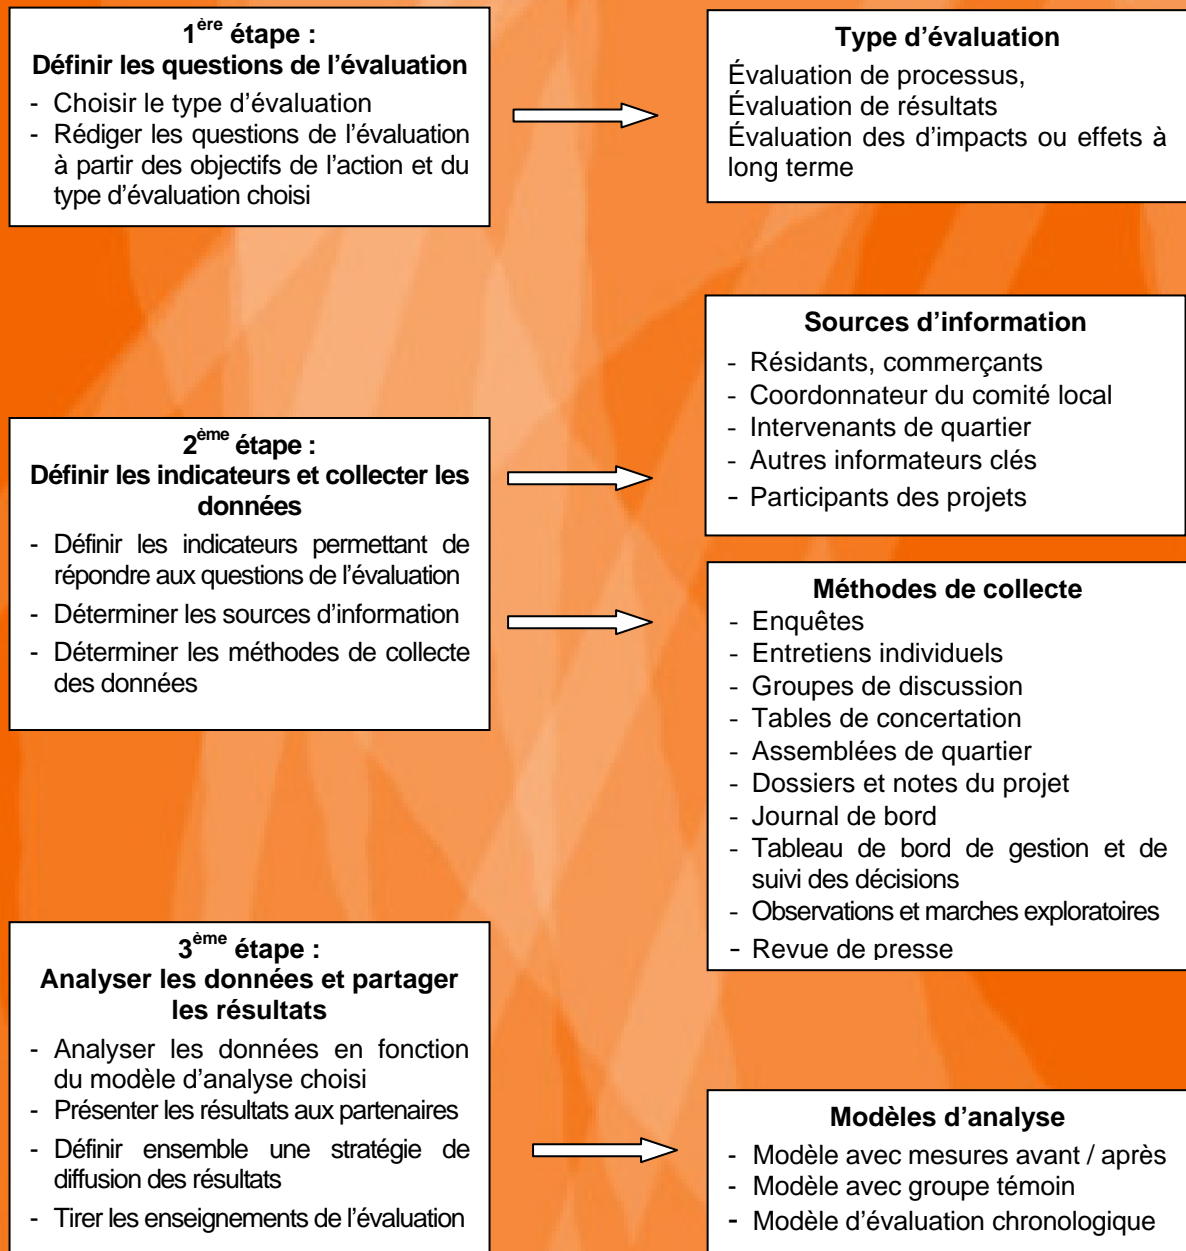 1ère étape :
Définir les questions de l'évaluation
- Choisir le type d'évaluation
- Rédiger les questions de l'évaluation
à partir des objectifs de l'action et du
type d'évaluation choisi
Type d'évaluation
Évaluation de processus,
Évaluation de résultats
Évaluation des d'impacts ou effets à
long terme
2ème étape :
Définir les indicateurs et collecter les
données
- Définir les indicateurs permettant de
répondre aux questions de l'évaluation
- Déterminer les sources d'information
- Déterminer les méthodes de collecte
des données
Sources d'information
- Résidants, commerçants
- Coordonnateur du comité local
- Intervenants de quartier
- Autres informateurs clés
- Participants des projets
Méthodes de collecte
- Enquêtes
- Entretiens individuels
- Groupes de discussion
- Tables de concertation
- Assemblées de quartier
- Dossiers et notes du projet
- Journal de bord
- Tableau de bord de gestion et de
suivi des décisions
- Observations et marches exploratoires
- Revue de presse
3ème étape :
Analyser les données et partager
les résultats
- Analyser les données en fonction
du modèle d'analyse choisi
- Présenter les résultats aux partenaires
- Définir ensemble une stratégie de
diffusion des résultats
- Tirer les enseignements de l'évaluation
Modèles d'analyse
- Modèle avec mesures avant / après
- Modèle avec groupe témoin
- Modèle d'évaluation chronologique